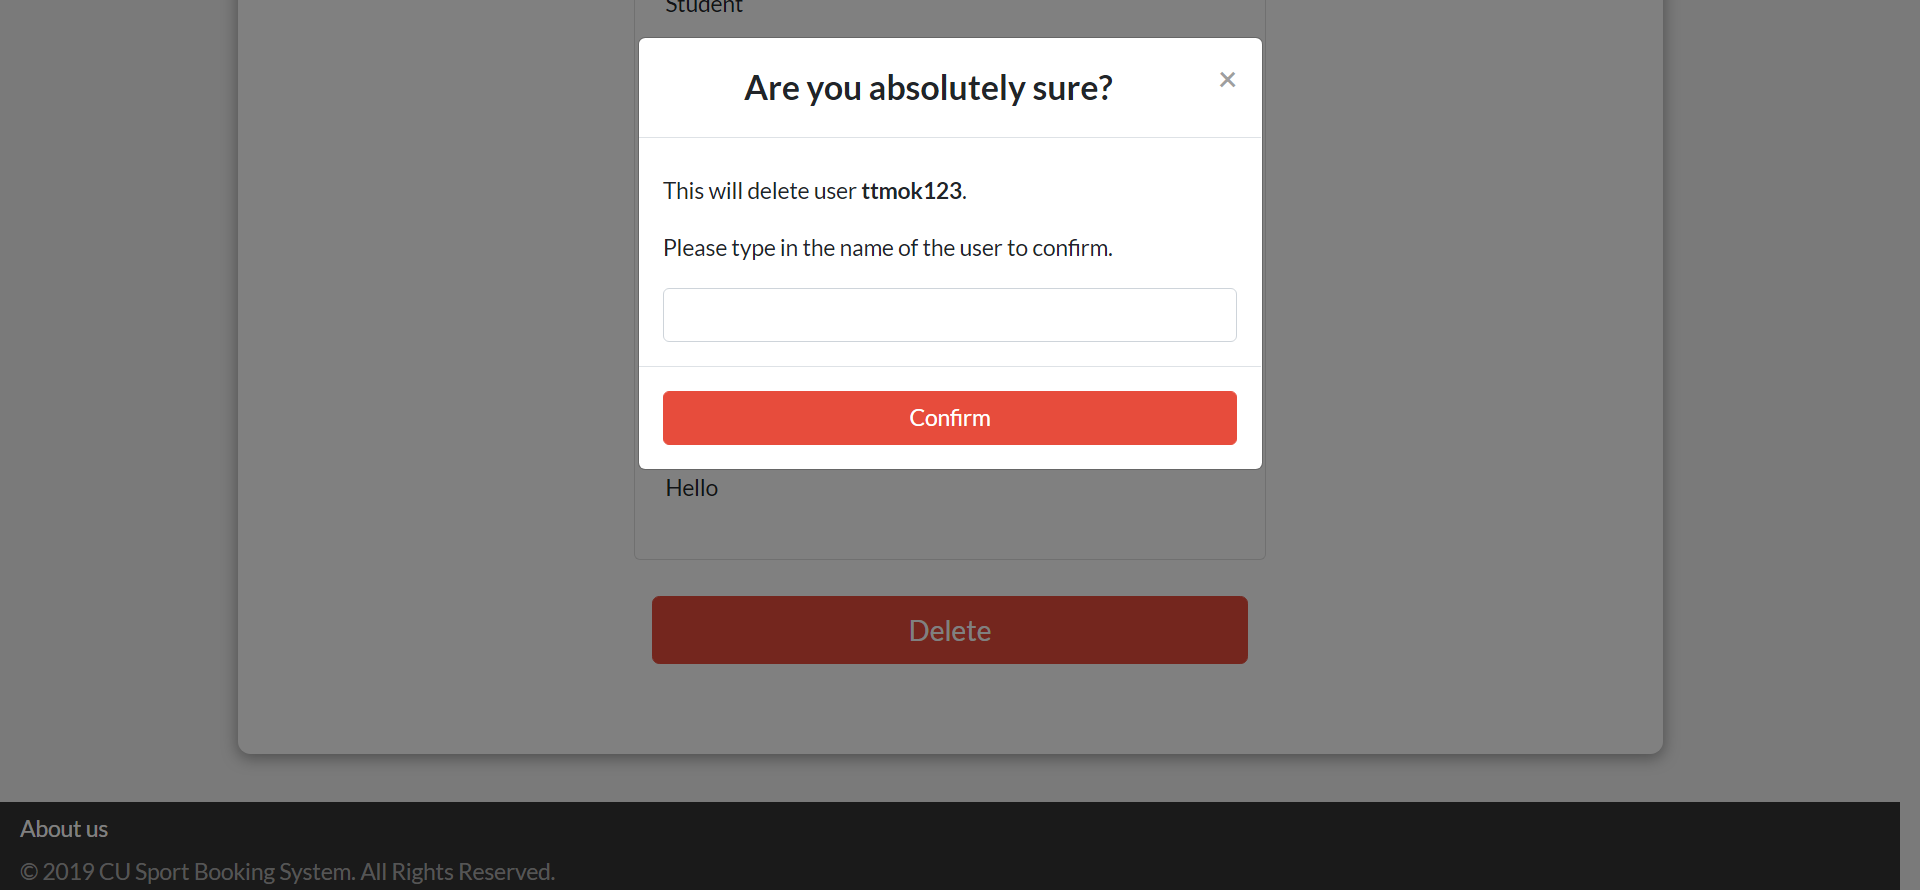 Student
Are you absolutely sure?
×
This will delete user ttmok123.
Please type in the name of the user to confirm.
Confirm
Hello
Delete
About us
© 2019 CU Sport Booking System. All Rights Reserved.